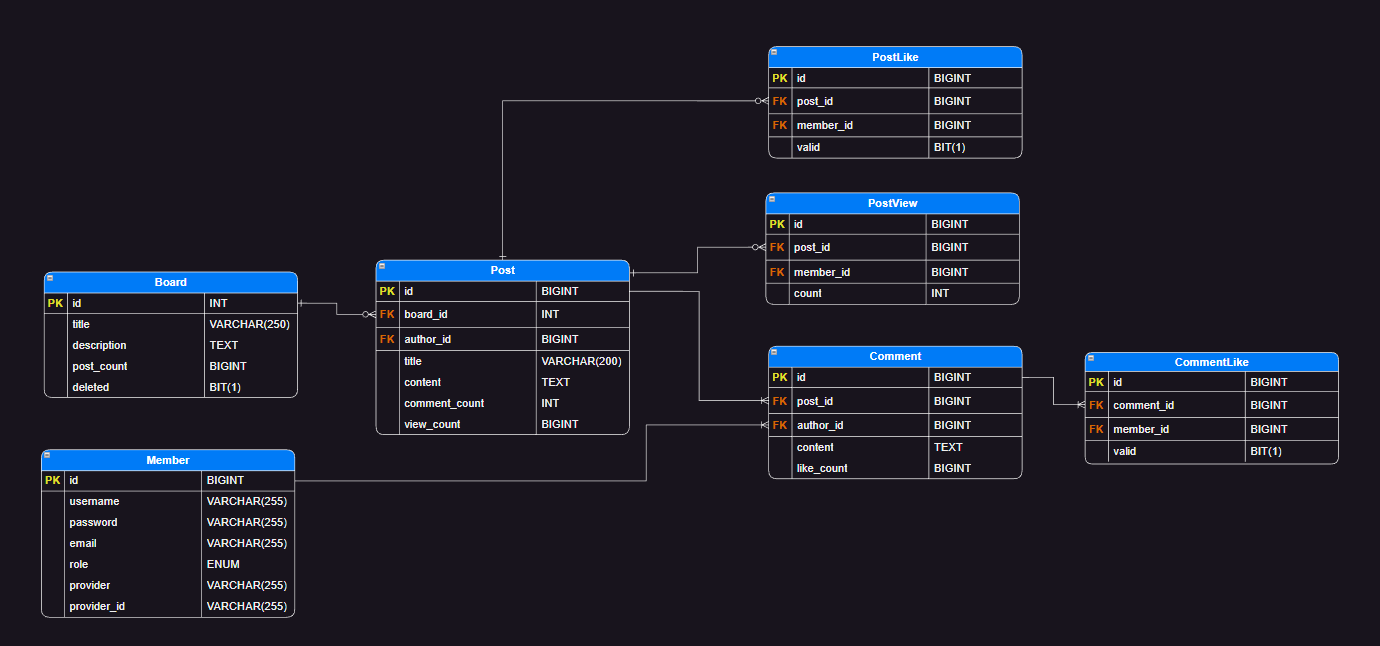 PostLike
PK id BIGINT
FK post_id BIGINT
FK member_id BIGINT
valid BIT(1)
PostView
PK id BIGINT
FK post_id BIGINT
FK member_id BIGINT
count INT
Board
PK id INT
title VARCHAR(250)
description TEXT
post_count BIGINT
deleted BIT(1)
Post
PK id BIGINT
FK board_id INT
FK author_id BIGINT
title VARCHAR(200)
content TEXT
comment_count INT
view_count BIGINT
Comment
PK id BIGINT
FK post_id BIGINT
FK author_id BIGINT
content TEXT
like_count BIGINT
CommentLike
PK id BIGINT
FK comment_id BIGINT
FK member_id BIGINT
valid BIT(1)
Member
PK id BIGINT
username VARCHAR(255)
password VARCHAR(255)
email VARCHAR(255)
role ENUM
provider VARCHAR(255)
provider_id VARCHAR(255)